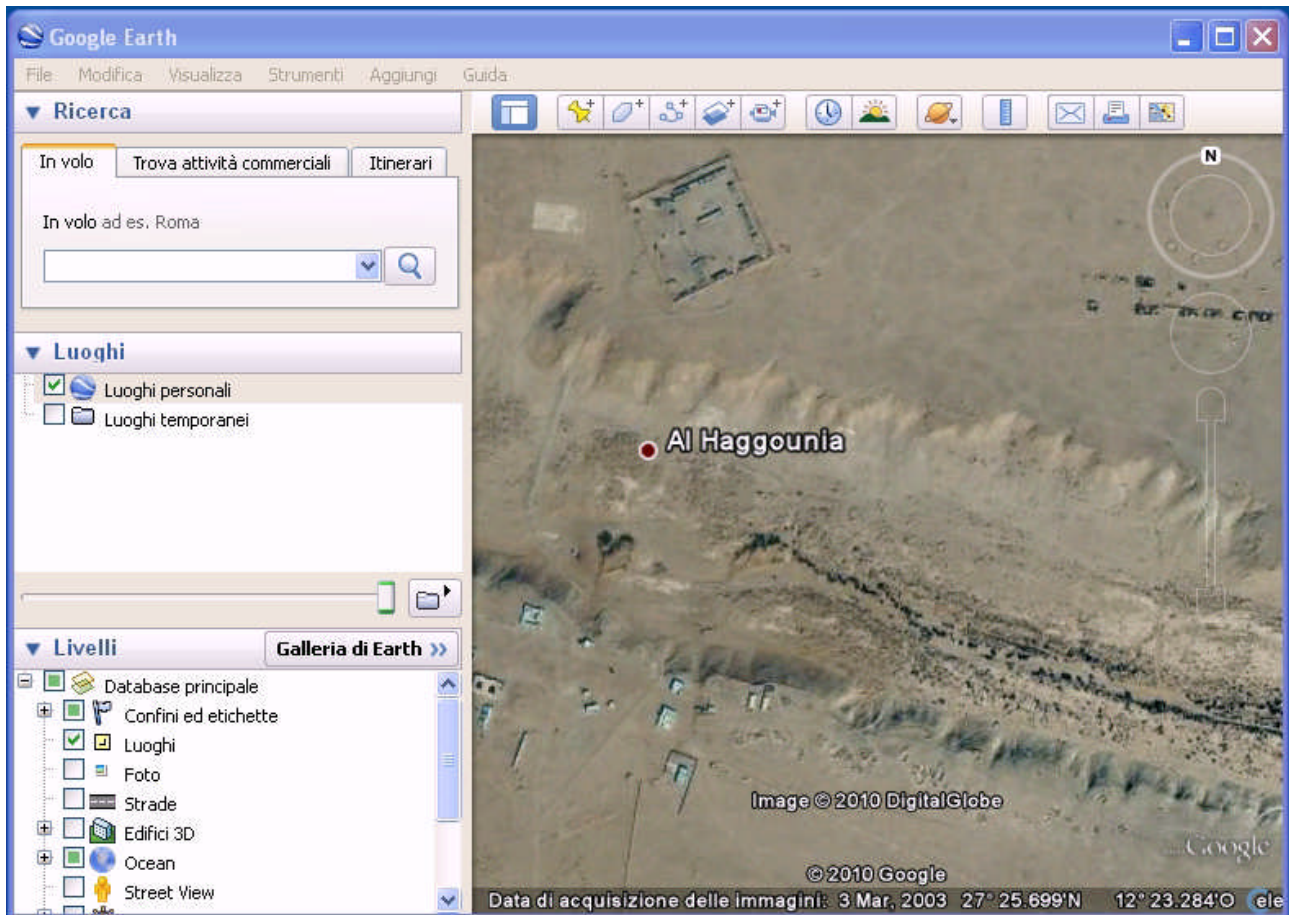 Google Earth
File Modifica Visualizza Strumenti Aggiungi Guida
Ricerca
In volo Trova attività commerciali Itinerari
In volo ad es. Roma
Luoghi
Luoghi personali
Luoghi temporanei
Livelli Galleria di Earth »
Database principale
Confini ed etichette
Luoghi
Foto
Strade
Edifici 3D
Ocean
Street View
N
Al Haggounia
Image © 2010 DigitalGlobe
Google
© 2010 Google
Data di acquisizione delle immagini: 3 Mar, 2003 27° 25.699'N 12° 23.284'O ele